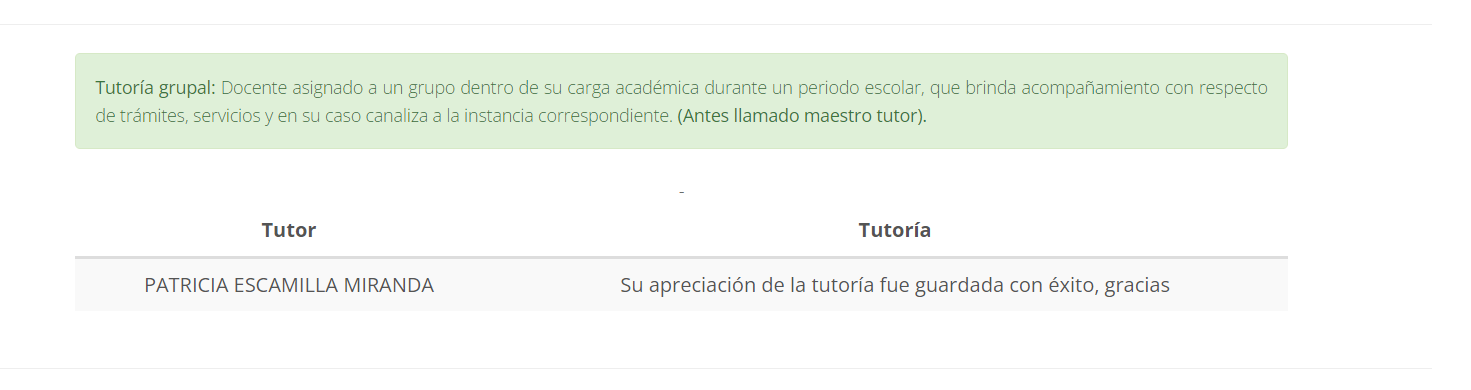 Tutoría grupal: Docente asignado a un grupo dentro de su carga académica durante un periodo escolar, que brinda acompañamiento con respecto
de trámites, servicios y en su caso canaliza a la instancia correspondiente. (Antes llamado maestro tutor).
-
Tutor Tutoría
PATRICIA ESCAMILLA MIRANDA Su apreciación de la tutoría fue guardada con éxito, gracias